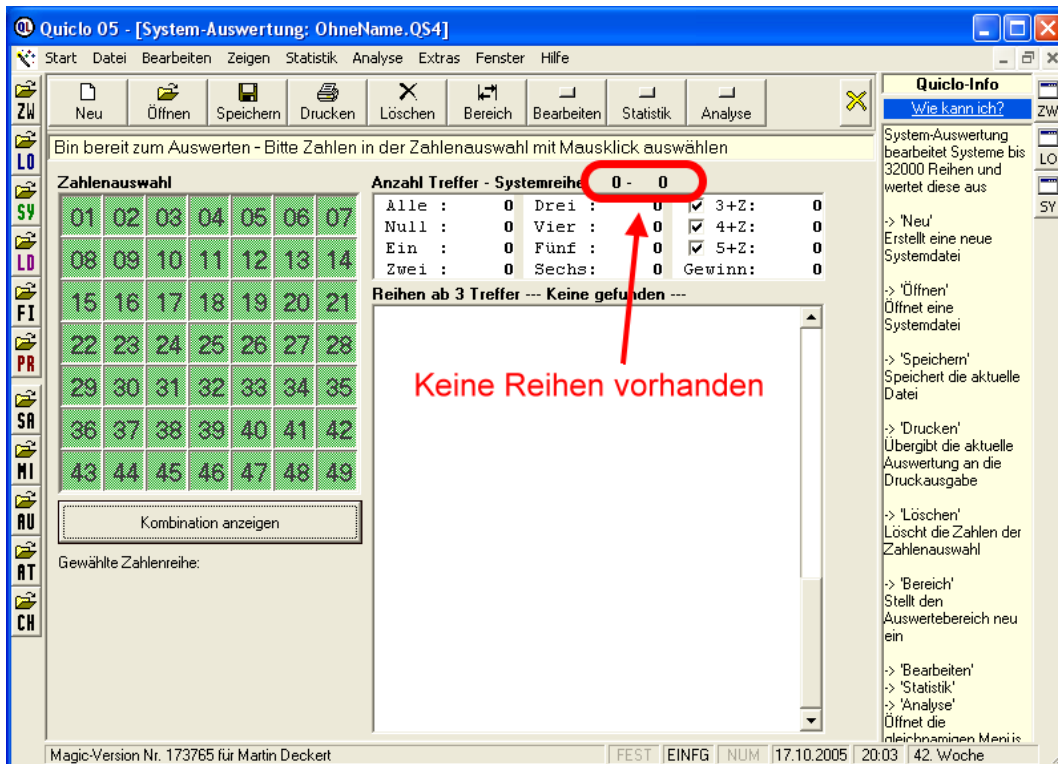 Quiclo 05 - [System-Auswertung: OhneName.QS4]
Start Datei Bearbeiten Zeigen Statistik Analyse Extras Fenster Hilfe
ZW
LO
SY
LD
FI
PR
SA
MI
AU
AT
CH
Neu Öffnen Speichern Drucken Löschen Bereich Bearbeiten Statistik Analyse
Bin bereit zum Auswerten - Bitte Zahlen in der Zahlenauswahl mit Mausklick auswählen
Zahlenauswahl
01 02 03 04 05 06 07
08 09 10 11 12 13 14
15 16 17 18 19 20 21
22 23 24 25 26 27 28
29 30 31 32 33 34 35
36 37 38 39 40 41 42
43 44 45 46 47 48 49
Kombination anzeigen
Gewählte Zahlenreihe:
Anzahl Treffer - Systemreihe 0 - 0
Alle : 0 Drei : 0 3+Z: 0
Null : 0 Vier : 0 4+Z: 0
Ein : 0 Fünf : 0 5+Z: 0
Zwei : 0 Sechs: 0 Gewinn: 0
Reihen ab 3 Treffer --- Keine gefunden ---
Keine Reihen vorhanden
Quiclo-Info
Wie kann ich?
System-Auswertung
bearbeitet Systeme bis
32000 Reihen und
wertet diese aus
-> 'Neu'
Erstellt eine neue
Systemdatei
-> 'Öffnen'
Öffnet eine
Systemdatei
-> 'Speichern'
Speichert die aktuelle
Datei
-> 'Drucken'
Übergibt die aktuelle
Auswertung an die
Druckausgabe
-> 'Löschen'
Löscht die Zahlen der
Zahlenauswahl
-> 'Bereich'
Stellt den
Auswertebereich neu
ein
-> 'Bearbeiten'
-> 'Statistik'
-> 'Analyse'
Öffnet die
gleichnamigen Menüs
ZW
LO
SY
Magic-Version Nr. 173765 für Martin Deckert FEST EINFG NUM 17.10.2005 20:03 42. Woche